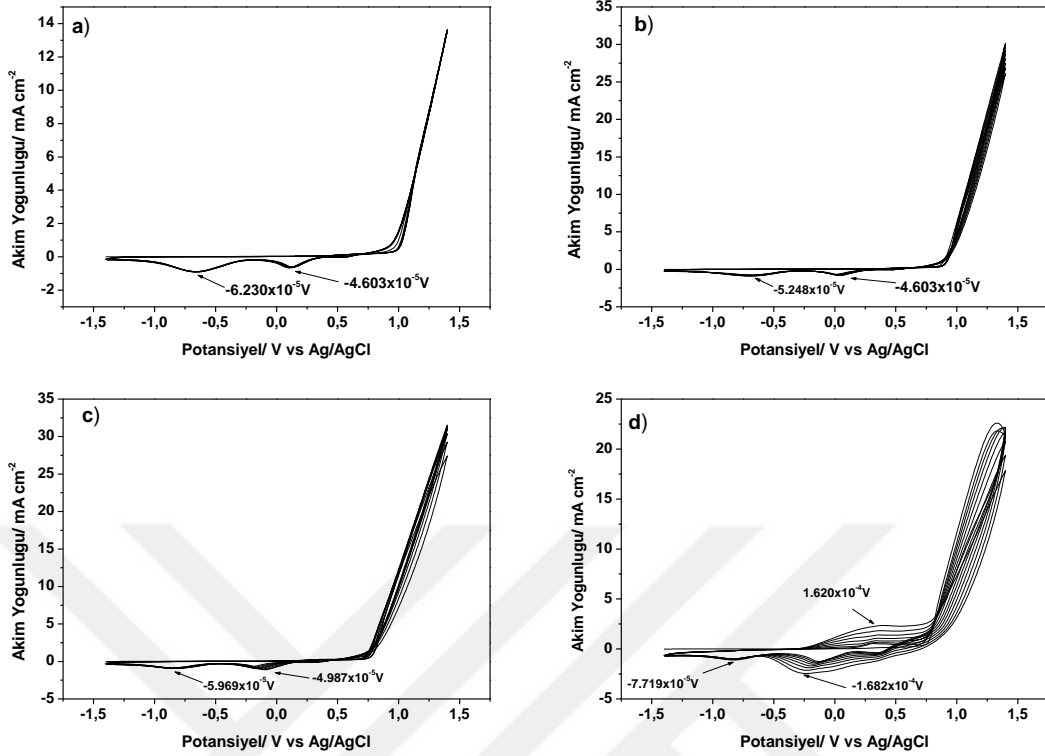 a)
Akim Yogunlugu/ mA cm-2
14
12
10
8
6
4
2
0
-2
-6.230x10-5V
-4.603x10-5V
-1,5 -1,0 -0,5 0,0 0,5 1,0 1,5
Potansiyel/ V vs Ag/AgCl
b)
Akim Yogunlugu/ mA cm-2
35
30
25
20
15
10
5
0
-5
-5.248x10-5V
-4.603x10-5V
-1,5 -1,0 -0,5 0,0 0,5 1,0 1,5
Potansiyel/ V vs Ag/AgCl
c)
Akim Yogunlugu/ mA cm-2
35
30
25
20
15
10
5
0
-5
-5.969x10-5V
-4.987x10-5V
-1,5 -1,0 -0,5 0,0 0,5 1,0 1,5
Potansiyel/ V vs Ag/AgCl
d)
Akim Yogunlugu/ mA cm-2
25
20
15
10
5
0
-5
1.620x10-4V
-7.719x10-5V
-1.682x10-4V
-1,5 -1,0 -0,5 0,0 0,5 1,0 1,5
Potansiyel/ V vs Ag/AgCl